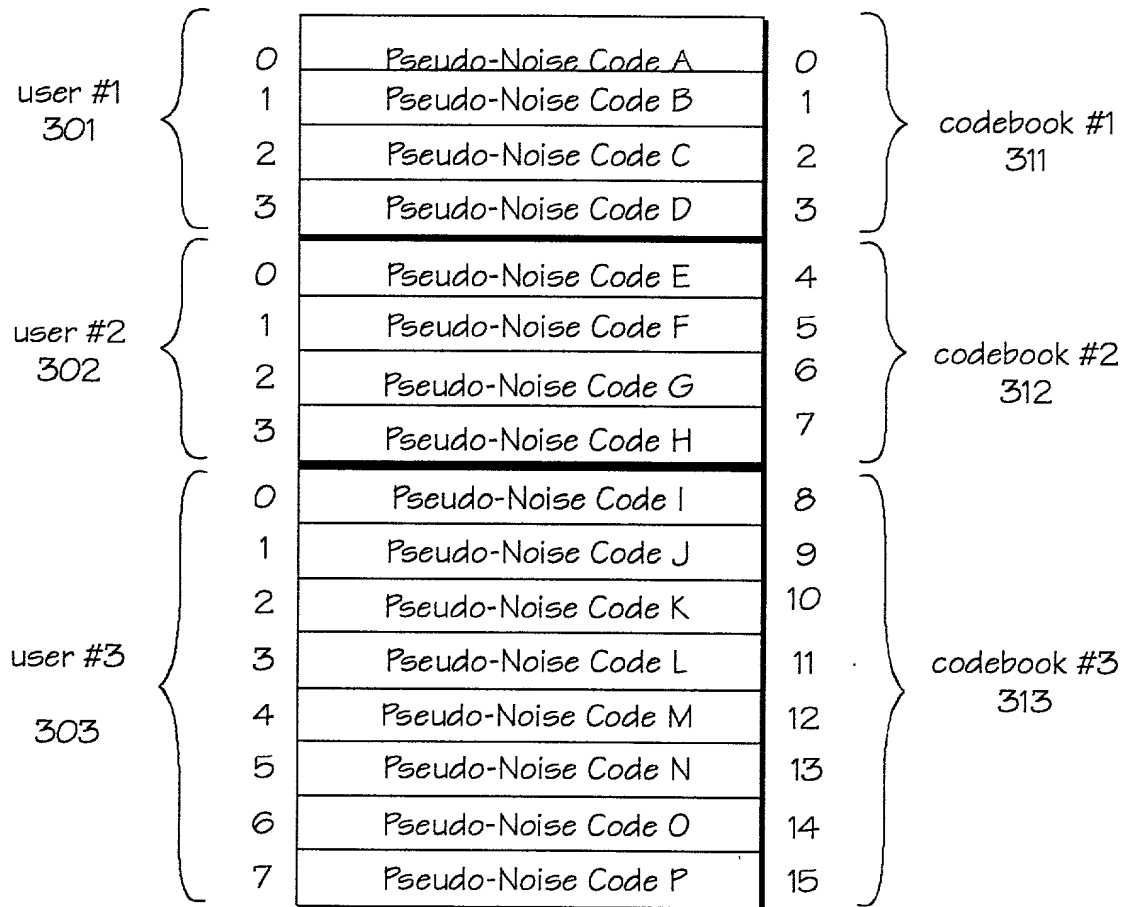 user #1
301
0 Pseudo-Noise Code A 0
1 Pseudo-Noise Code B 1
2 Pseudo-Noise Code C 2
3 Pseudo-Noise Code D 3
codebook #1
311
user #2
302
0 Pseudo-Noise Code E 4
1 Pseudo-Noise Code F 5
2 Pseudo-Noise Code G 6
3 Pseudo-Noise Code H 7
codebook #2
312
user #3
303
0 Pseudo-Noise Code I 8
1 Pseudo-Noise Code J 9
2 Pseudo-Noise Code K 10
3 Pseudo-Noise Code L 11
4 Pseudo-Noise Code M 12
5 Pseudo-Noise Code N 13
6 Pseudo-Noise Code O 14
7 Pseudo-Noise Code P 15
codebook #3
313